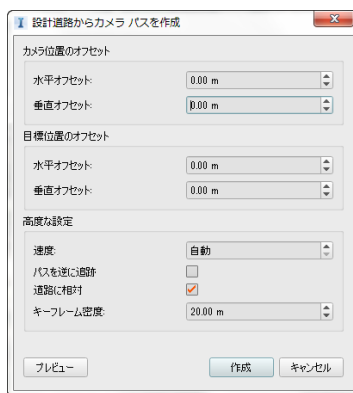 設計道路からカメラ パスを作成
カメラ位置のオフセット
水平オフセット: 0.00 m
垂直オフセット: 0.00 m
目標位置のオフセット
水平オフセット: 0.00 m
垂直オフセット: 0.00 m
高度な設定
速度: 自動
パスを逆に追跡
道路に相対
キーフレーム密度: 20.00 m
プレビュー 作成 キャンセル